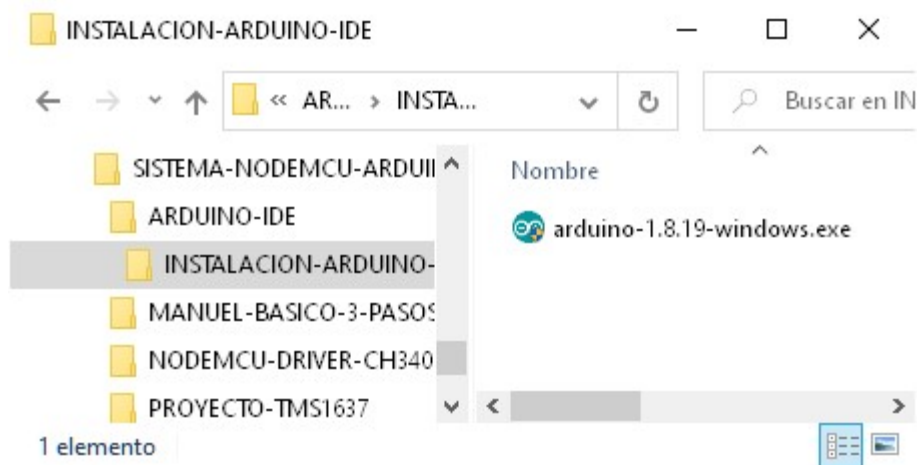 INSTALACION-ARDUINO-IDE
« AR... > INSTA...
Buscar en IN
SISTEMA-NODEMCU-ARDUI
ARDUINO-IDE
INSTALACION-ARDUINO-
MANUEL-BASICO-3-PASOS
NODEMCU-DRIVER-CH340
PROYECTO-TMS1637
Nombre
arduino-1.8.19-windows.exe
1 elemento